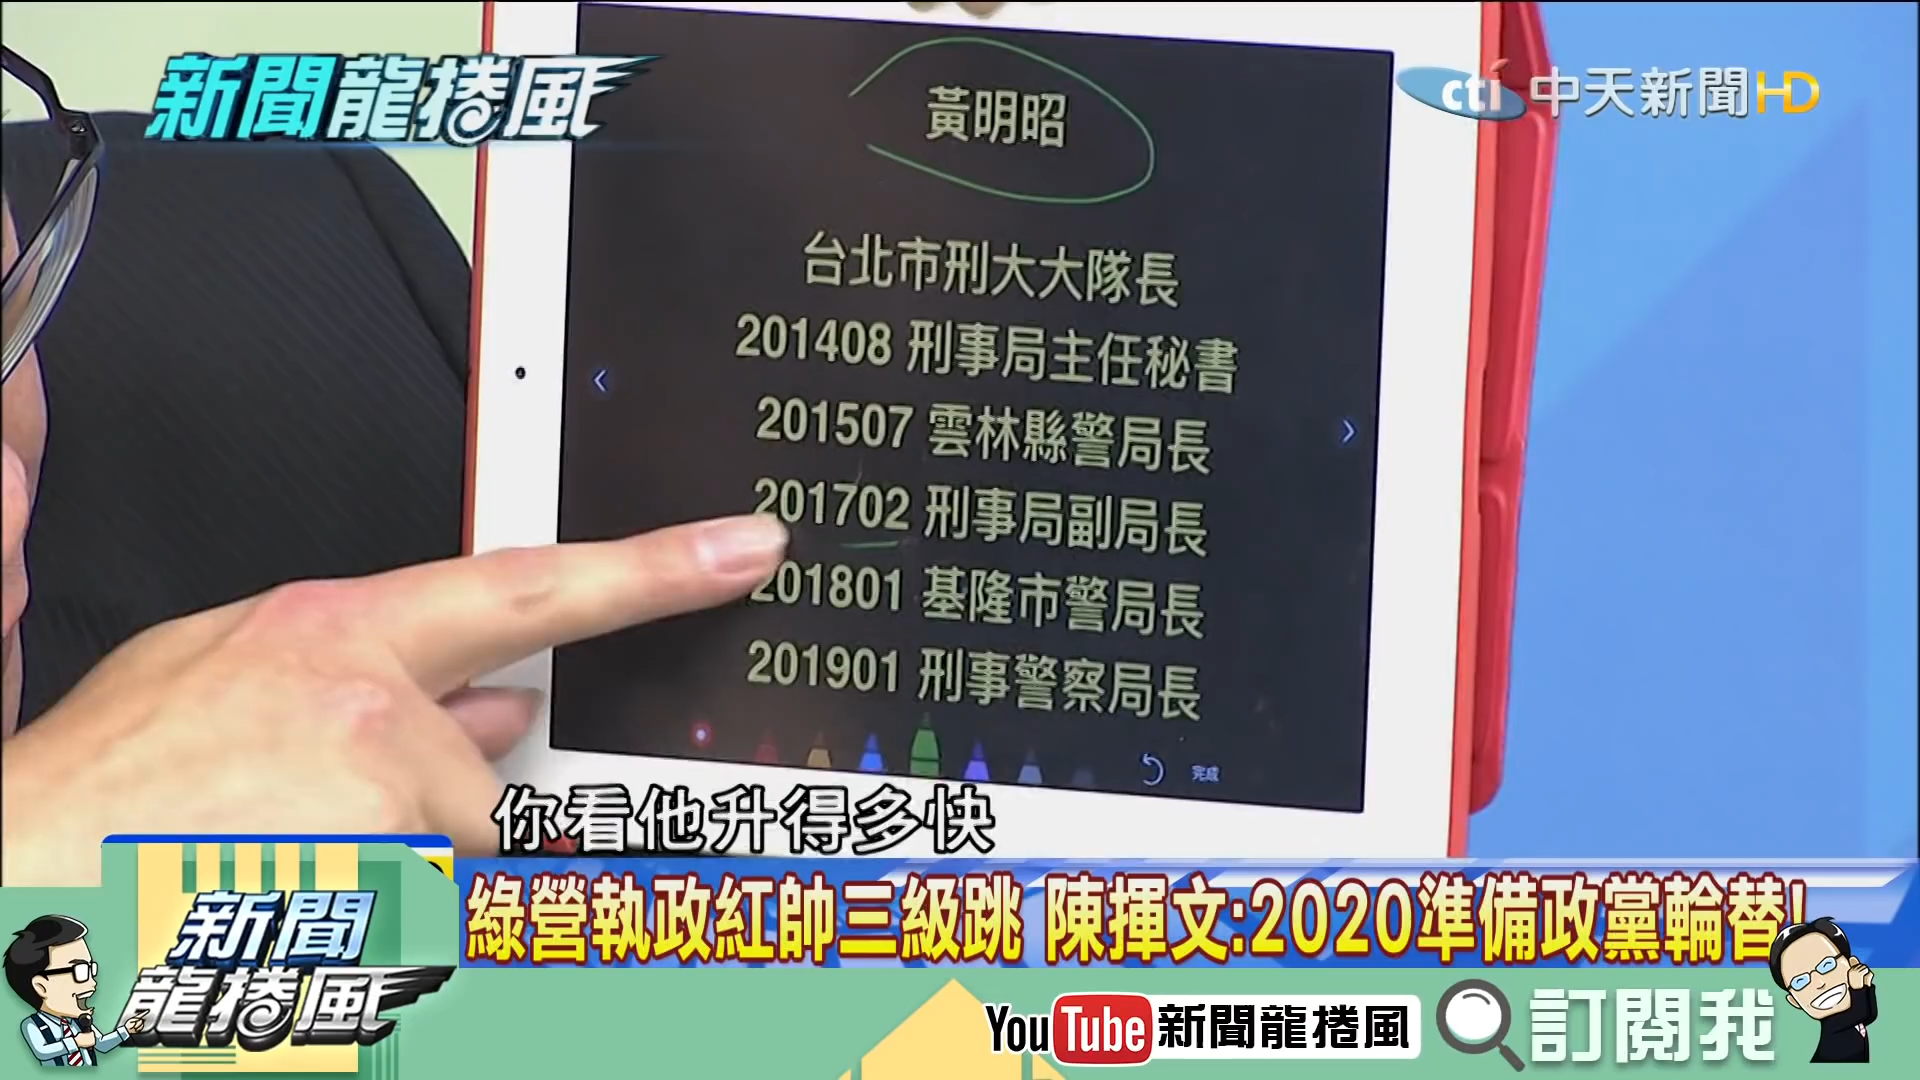 新聞龍捲風
cti 中天新聞HD
黃明昭
台北市刑大大隊長
201408 刑事局主任秘書
201507 雲林縣警局長
201702 刑事局副局長
201801 基隆市警局長
201901 刑事警察局長
完成
你看他升得多快
綠營執政紅帥三級跳 陳揮文:2020準備政黨輪替!
新聞
龍捲風
YouTube 新聞龍捲風
訂閱我